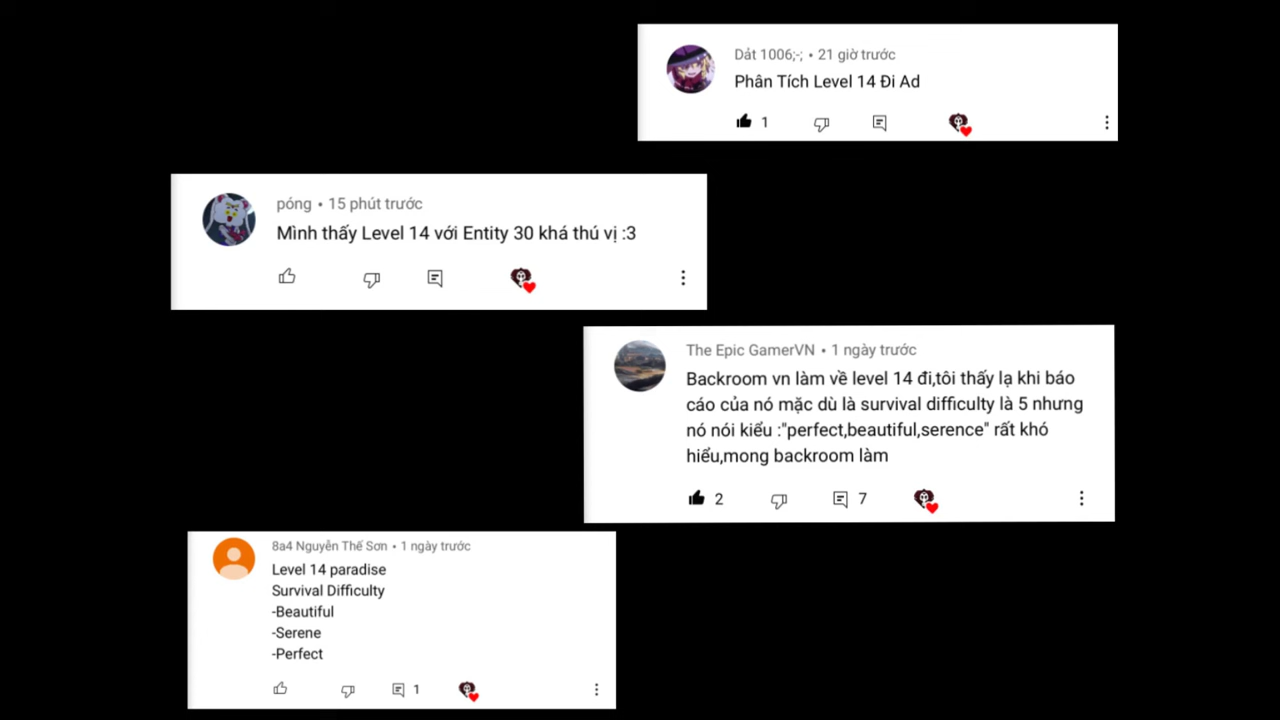 Dảt 1006;-; • 21 giờ trước
Phân Tích Level 14 Đi Ad
1
póng • 15 phút trước
Mình thấy Level 14 với Entity 30 khá thú vị :3
The Epic GamerVN • 1 ngày trước
Backroom vn làm về level 14 đi,tôi thấy lạ khi báo
cáo của nó mặc dù là survival difficulty là 5 nhưng
nó nói kiểu :"perfect,beautiful,serence" rất khó
hiểu,mong backroom làm
2 7
8a4 Nguyễn Thế Sơn • 1 ngày trước
Level 14 paradise
Survival Difficulty
-Beautiful
-Serene
-Perfect
1